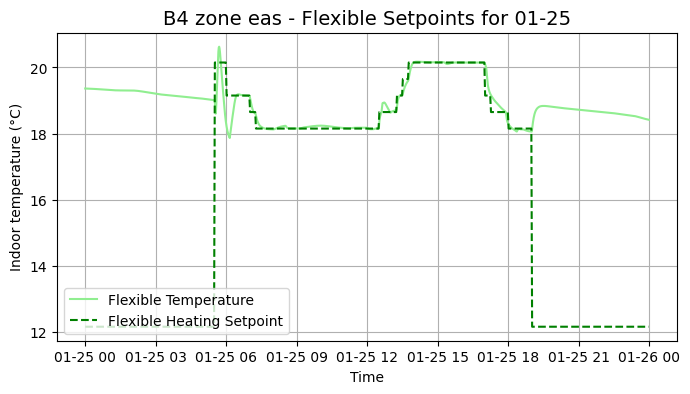 B4 zone eas - Flexible Setpoints for 01-25
Indoor temperature (°C)
20
18
16
14
12
Flexible Temperature
Flexible Heating Setpoint
01-25 00 01-25 03 01-25 06 01-25 09 01-25 12 01-25 15 01-25 18 01-25 21 01-26 00
Time